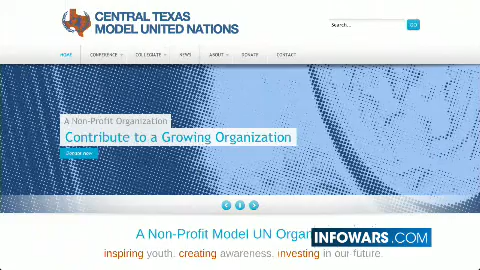 CENTRAL TEXAS
MODEL UNITED NATIONS
Search...
GO
HOME CONFERENCE COLLEGIATE NEWS ABOUT DONATE CONTACT
A Non-Profit Organization
Contribute to a Growing Organization
Donate now
A Non-Profit Model UN Organ
INFOWARS.COM
inspiring youth. creating awareness. investing in our future.